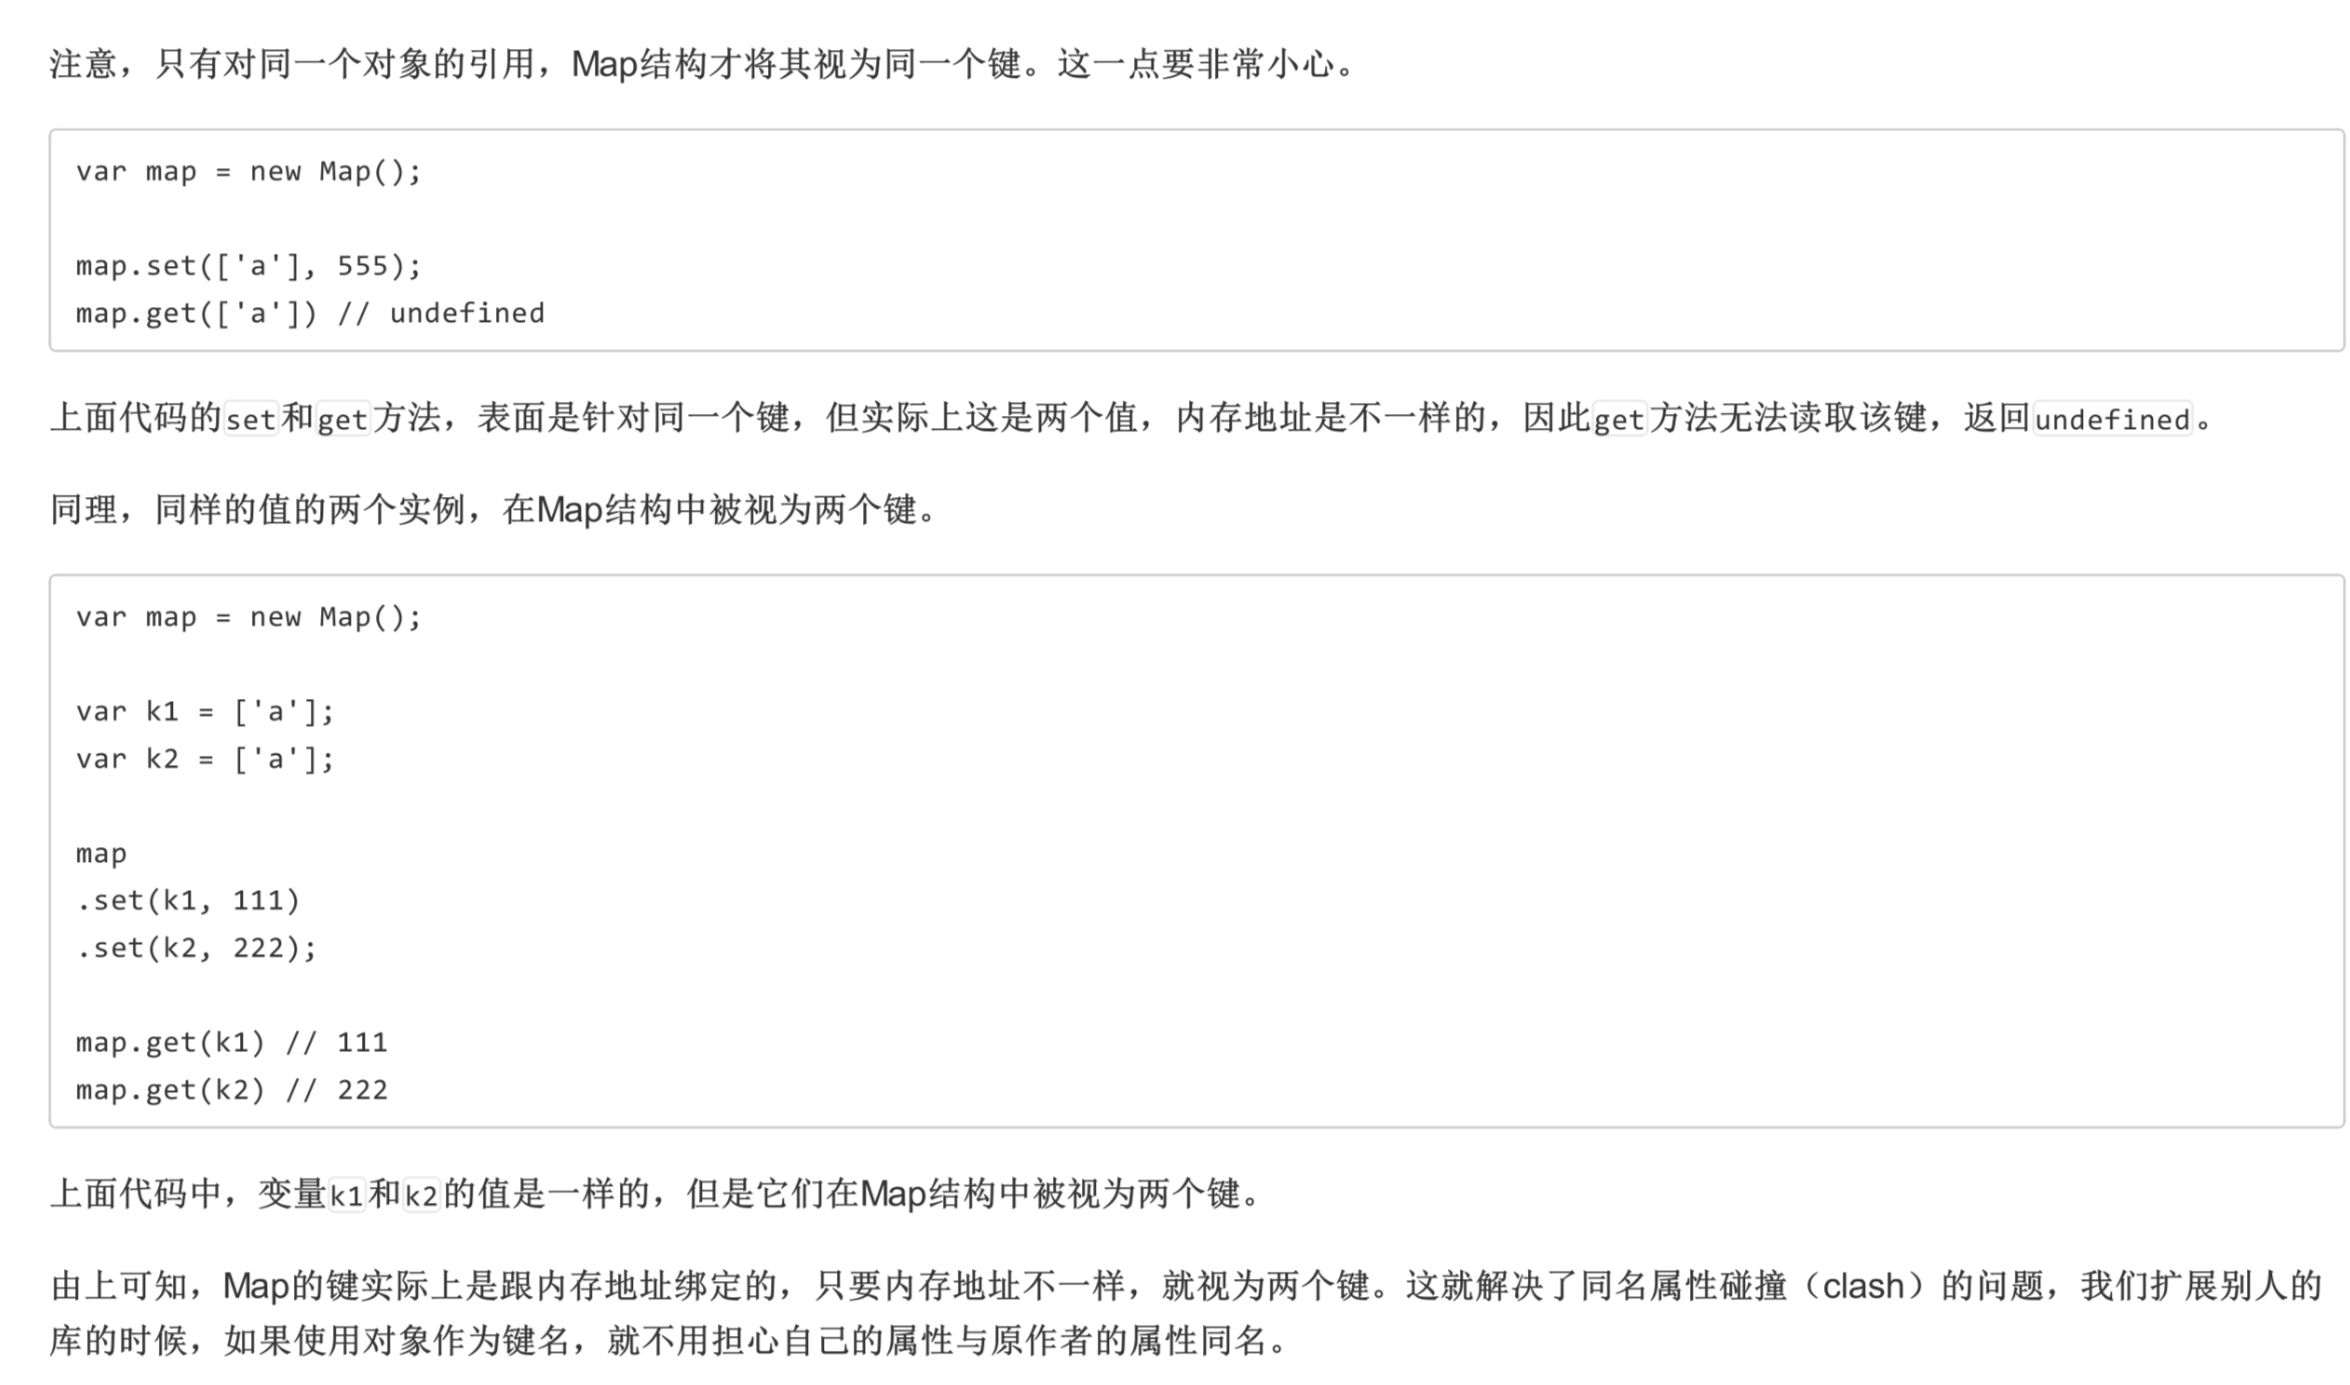 注意，只有对同一个对象的引用，Map结构才将其视为同一个键。这一点要非常小心。
var map = new Map();
map.set(['a'], 555);
map.get(['a']) // undefined
上面代码的set和get方法，表面是针对同一个键，但实际上这是两个值，内存地址是不一样的，因此get方法无法读取该键，返回undefined。
同理，同样的值的两个实例，在Map结构中被视为两个键。
var map = new Map();
var k1 = ['a'];
var k2 = ['a'];
map
.set(k1, 111)
.set(k2, 222);
map.get(k1) // 111
map.get(k2) // 222
上面代码中，变量k1和k2的值是一样的，但是它们在Map结构中被视为两个键。
由上可知，Map的键实际上是跟内存地址绑定的，只要内存地址不一样，就视为两个键。这就解决了同名属性碰撞（clash）的问题，我们扩展别人的
库的时候，如果使用对象作为键名，就不用担心自己的属性与原作者的属性同名。